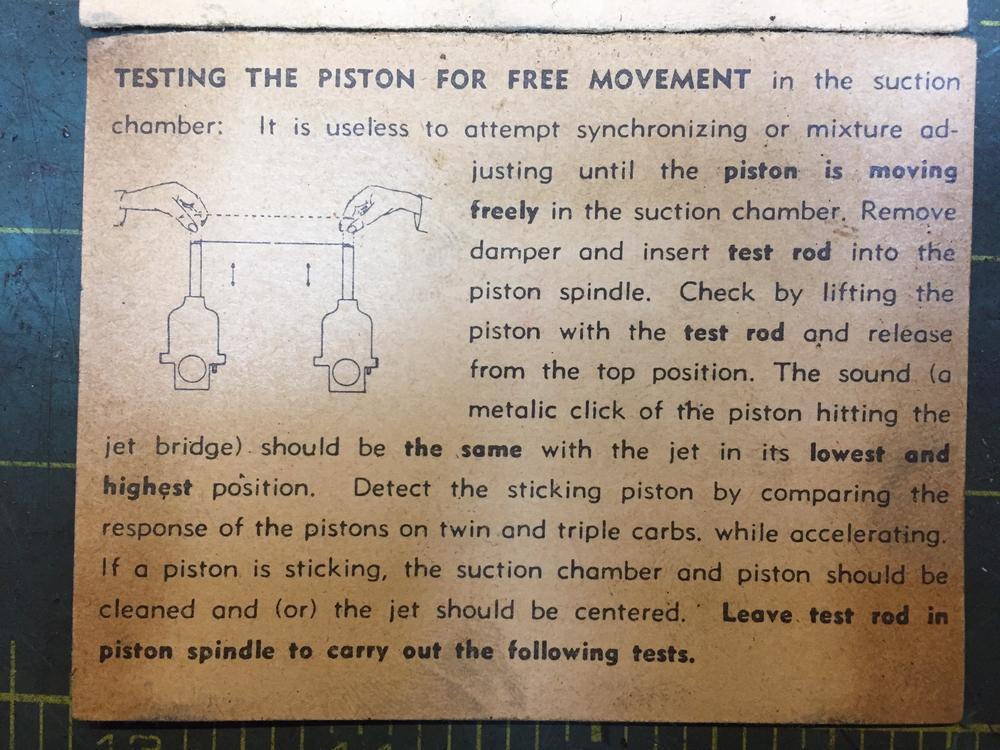 TESTING THE PISTON FOR FREE MOVEMENT in the suction
chamber: It is useless to attempt synchronizing or mixture ad-
justing until the piston is moving
freely in the suction chamber. Remove
damper and insert test rod into the
piston spindle. Check by lifting the
piston with the test rod and release
from the top position. The sound (a
metalic click of the piston hitting the
jet bridge) should be the same with the jet in its lowest and
highest position. Detect the sticking piston by comparing the
response of the pistons on twin and triple carbs. while accelerating.
If a piston is sticking, the suction chamber and piston should be
cleaned and (or) the jet should be centered. Leave test rod in
piston spindle to carry out the following tests.